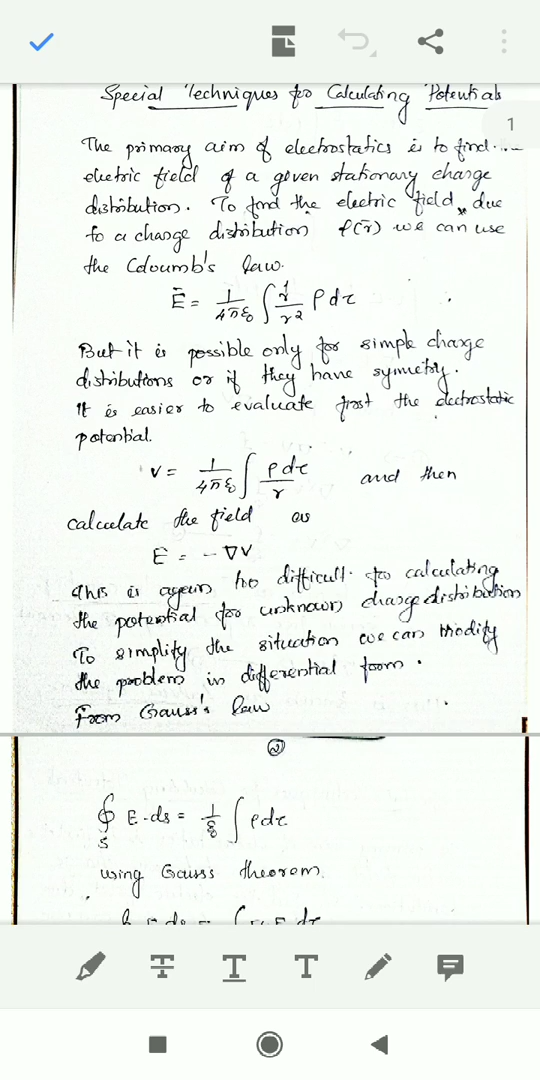 Special Techniques for Calculating Potentials
1
The primary aim of electrostatics is to find
electric field of a given stationary charge
distribution. To find the electric field, due
to a charge distribution ρ(r̄) we can use
the Coloumb's law.
Ē = 1/4πε₀ ∫ r̂/r² ρdτ
But it is possible only for simple charge
distributions or if they have symmetry.
It is easier to evaluate first the electrostatic
potential.
V = 1/4πε₀ ∫ ρdτ/r and then
calculate the field as
E = -∇V
This is again too difficult for calculating
the potential for unknown charge distribution
To simplify the situation we can modify
the problem in differential form.
From Gauss's law
②
∮S E.ds = 1/ε₀ ∫ ρdτ
using Gauss theorem.
T T T